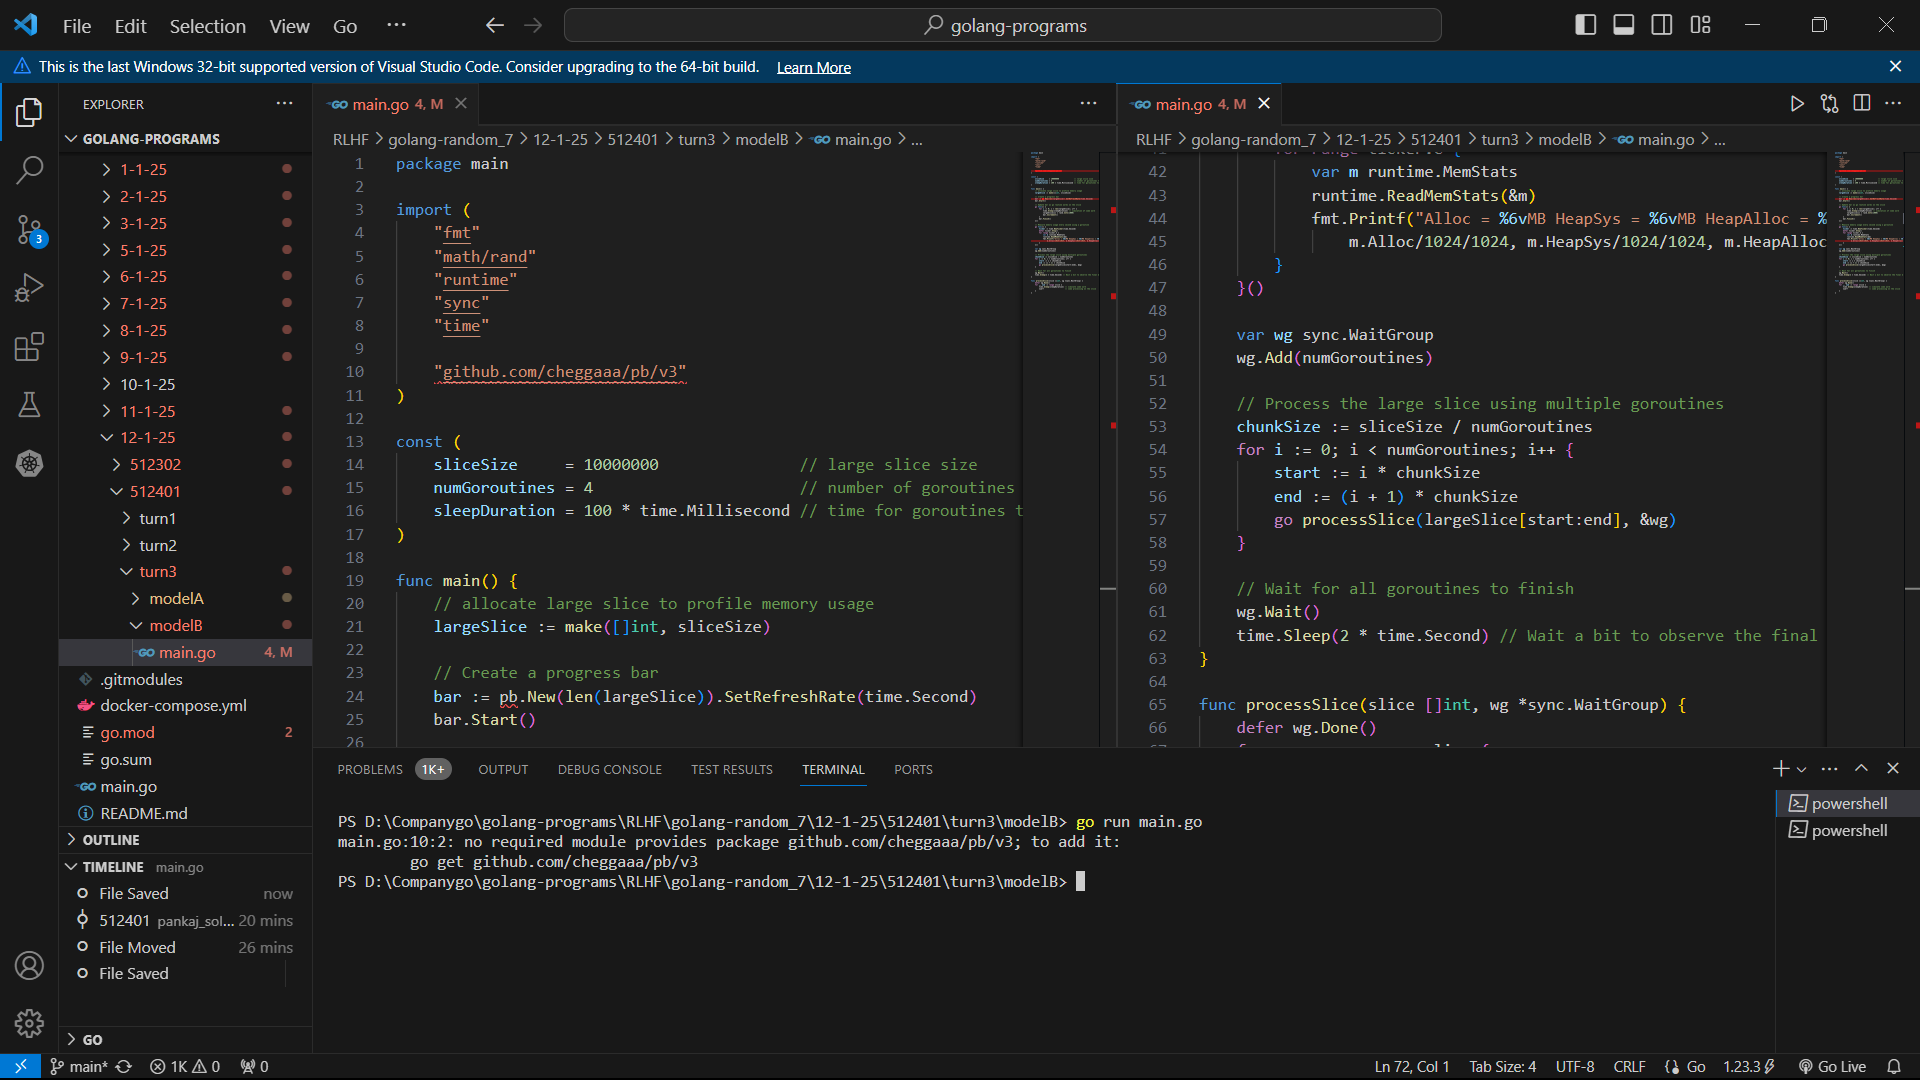 File Edit Selection View Go ··· golang-programs
This is the last Windows 32-bit supported version of Visual Studio Code. Consider upgrading to the 64-bit build. Learn More
EXPLORER
GOLANG-PROGRAMS
1-1-25
2-1-25
3-1-25
5-1-25
6-1-25
7-1-25
8-1-25
9-1-25
10-1-25
11-1-25
12-1-25
512302
512401
turn1
turn2
turn3
modelA
modelB
main.go 4, M
.gitmodules
docker-compose.yml
go.mod 2
go.sum
main.go
README.md
OUTLINE
TIMELINE main.go
File Saved now
512401 pankaj_sol... 20 mins
File Moved 26 mins
File Saved
GO
3
main.go 4, M
RLHF > golang-random_7 > 12-1-25 > 512401 > turn3 > modelB > main.go > ...
1 package main
2
3 import (
4 "fmt"
5 "math/rand"
6 "runtime"
7 "sync"
8 "time"
9
10 "github.com/cheggaaa/pb/v3"
11 )
12
13 const (
14 sliceSize = 10000000 // large slice size
15 numGoroutines = 4 // number of goroutines
16 sleepDuration = 100 * time.Millisecond // time for goroutines t
17 )
18
19 func main() {
20 // allocate large slice to profile memory usage
21 largeSlice := make([]int, sliceSize)
22
23 // Create a progress bar
24 bar := pb.New(len(largeSlice)).SetRefreshRate(time.Second)
25 bar.Start()
26
main.go 4, M
RLHF > golang-random_7 > 12-1-25 > 512401 > turn3 > modelB > main.go > ...
42 var m runtime.MemStats
43 runtime.ReadMemStats(&m)
44 fmt.Printf("Alloc = %6vMB HeapSys = %6vMB HeapAlloc = %
45 m.Alloc/1024/1024, m.HeapSys/1024/1024, m.HeapAlloc
46 }
47 }()
48
49 var wg sync.WaitGroup
50 wg.Add(numGoroutines)
51
52 // Process the large slice using multiple goroutines
53 chunkSize := sliceSize / numGoroutines
54 for i := 0; i < numGoroutines; i++ {
55 start := i * chunkSize
56 end := (i + 1) * chunkSize
57 go processSlice(largeSlice[start:end], &wg)
58 }
59
60 // Wait for all goroutines to finish
61 wg.Wait()
62 time.Sleep(2 * time.Second) // Wait a bit to observe the final
63 }
64
65 func processSlice(slice []int, wg *sync.WaitGroup) {
66 defer wg.Done()
PROBLEMS 1K+ OUTPUT DEBUG CONSOLE TEST RESULTS TERMINAL PORTS
PS D:\Companygo\golang-programs\RLHF\golang-random_7\12-1-25\512401\turn3\modelB> go run main.go
main.go:10:2: no required module provides package github.com/cheggaaa/pb/v3; to add it:
go get github.com/cheggaaa/pb/v3
PS D:\Companygo\golang-programs\RLHF\golang-random_7\12-1-25\512401\turn3\modelB>
powershell
powershell
main* 1K 0 0 Ln 72, Col 1 Tab Size: 4 UTF-8 CRLF Go 1.23.3 Go Live